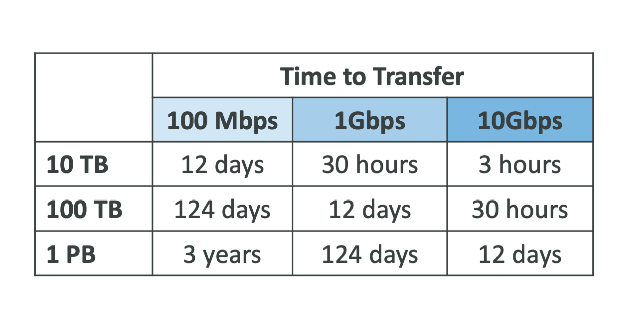 Time to Transfer
100 Mbps 1Gbps 10Gbps
10 TB 12 days 30 hours 3 hours
100 TB 124 days 12 days 30 hours
1 PB 3 years 124 days 12 days